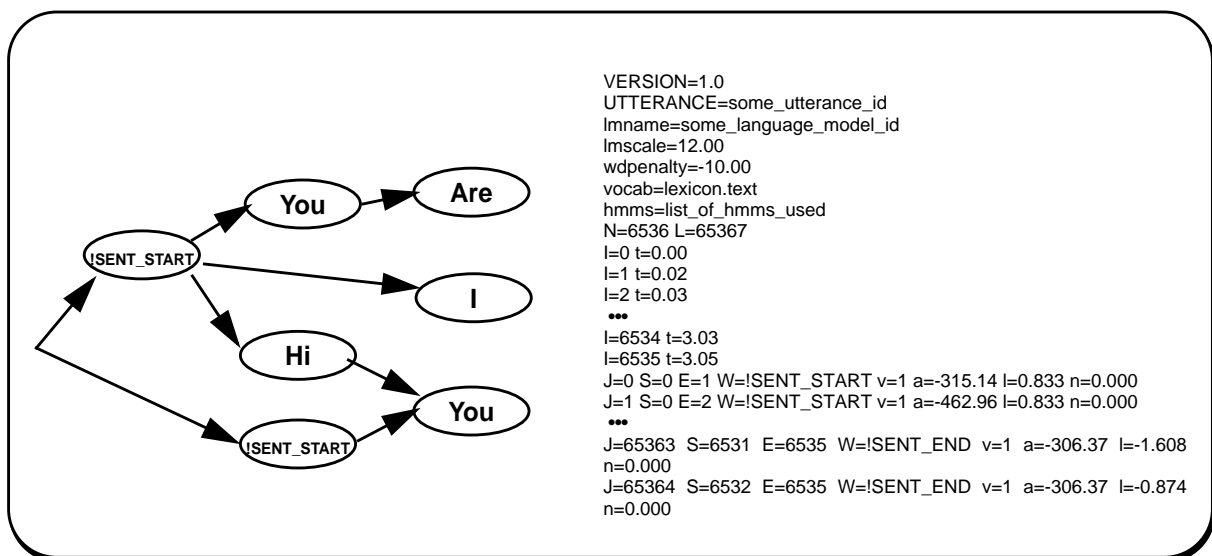 You
Are
!SENT_START
I
Hi
You
!SENT_START
VERSION=1.0
UTTERANCE=some_utterance_id
lmname=some_language_model_id
lmscale=12.00
wdpenalty=-10.00
vocab=lexicon.text
hmms=list_of_hmms_used
N=6536 L=65367
I=0 t=0.00
I=1 t=0.02
I=2 t=0.03
•••
I=6534 t=3.03
I=6535 t=3.05
J=0 S=0 E=1 W=!SENT_START v=1 a=-315.14 l=0.833 n=0.000
J=1 S=0 E=2 W=!SENT_START v=1 a=-462.96 l=0.833 n=0.000
•••
J=65363 S=6531 E=6535 W=!SENT_END v=1 a=-306.37 l=-1.608
n=0.000
J=65364 S=6532 E=6535 W=!SENT_END v=1 a=-306.37 l=-0.874
n=0.000